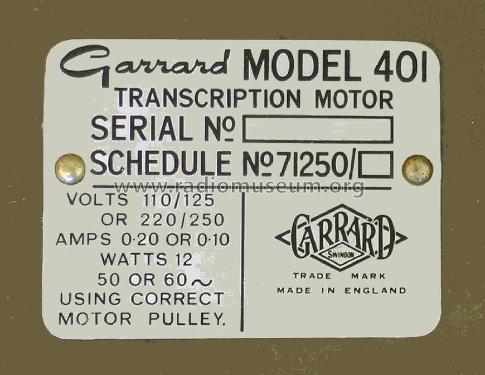 Garrard MODEL 401
TRANSCRIPTION MOTOR
SERIAL Nº
SCHEDULE Nº 71250/
www.radiomuseum.org
VOLTS 110/125
OR 220/250
AMPS 0·20 OR 0·10
WATTS 12
50 OR 60~
USING CORRECT
MOTOR PULLEY.
GARRARD
SWINDON
TRADE MARK
MADE IN ENGLAND